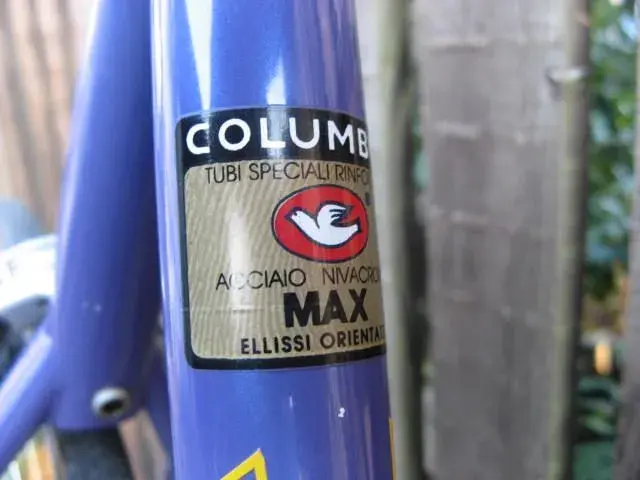 COLUMB
TUBI SPECIALI RINFO
ACCIAIO NIVACRO
MAX
ELLISSI ORIENTAT